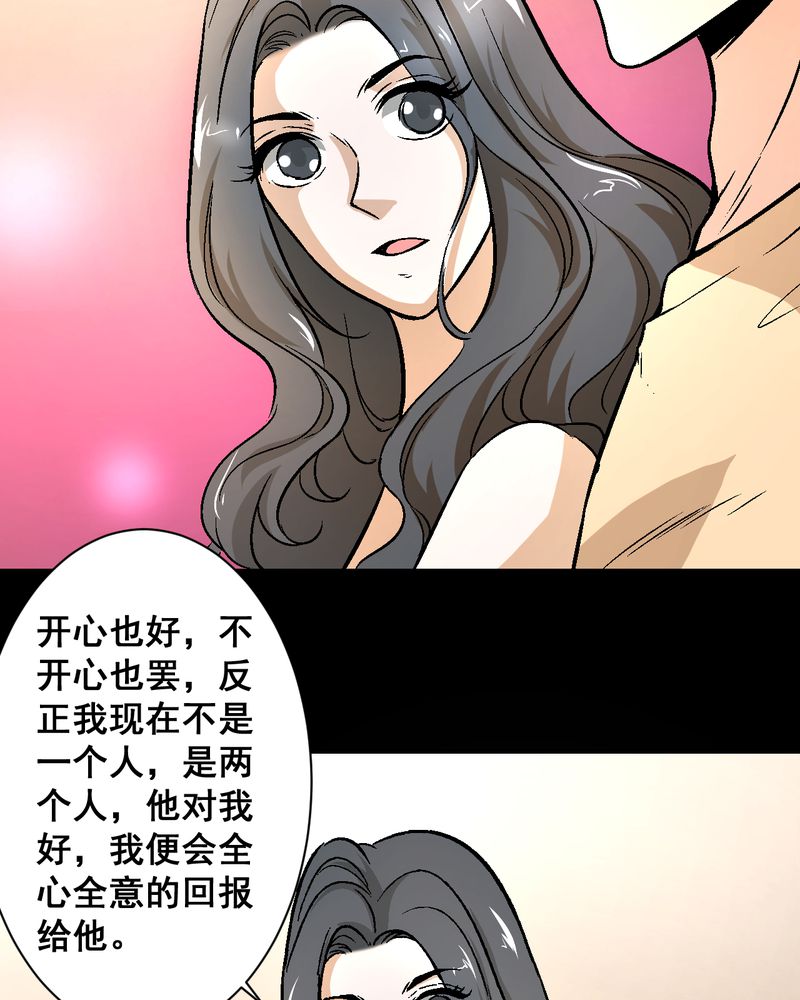 开心也好，不
开心也罢，反
正我现在不是
一个人，是两
个人，他对我
好，我便会全
心全意的回报
给他。